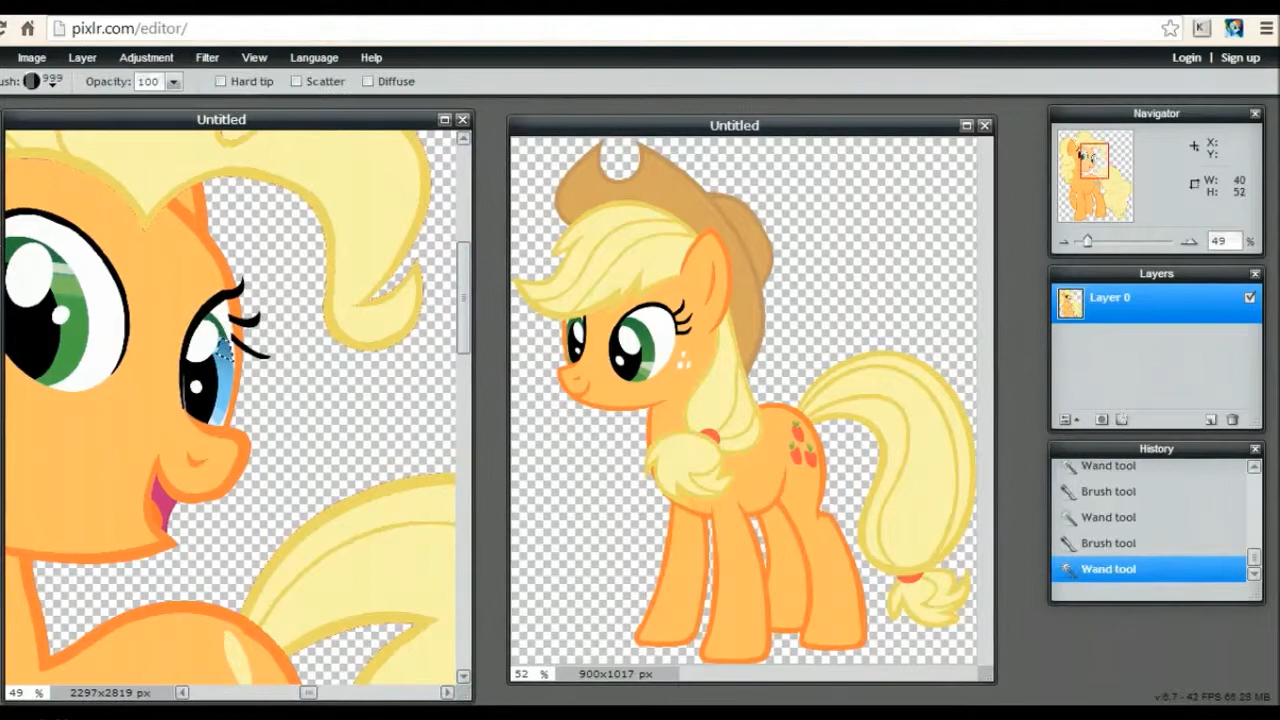 pixlr.com/editor/
Image Layer Adjustment Filter View Language Help Login | Sign up
ush: 999 Opacity: 100 Hard tip Scatter Diffuse
Untitled
Untitled
Navigator
X:
Y:
W: 40
H: 52
49 %
Layers
Layer 0
History
Wand tool
Brush tool
Wand tool
Brush tool
Wand tool
52 % 900x1017 px
49 % 2297x2819 px